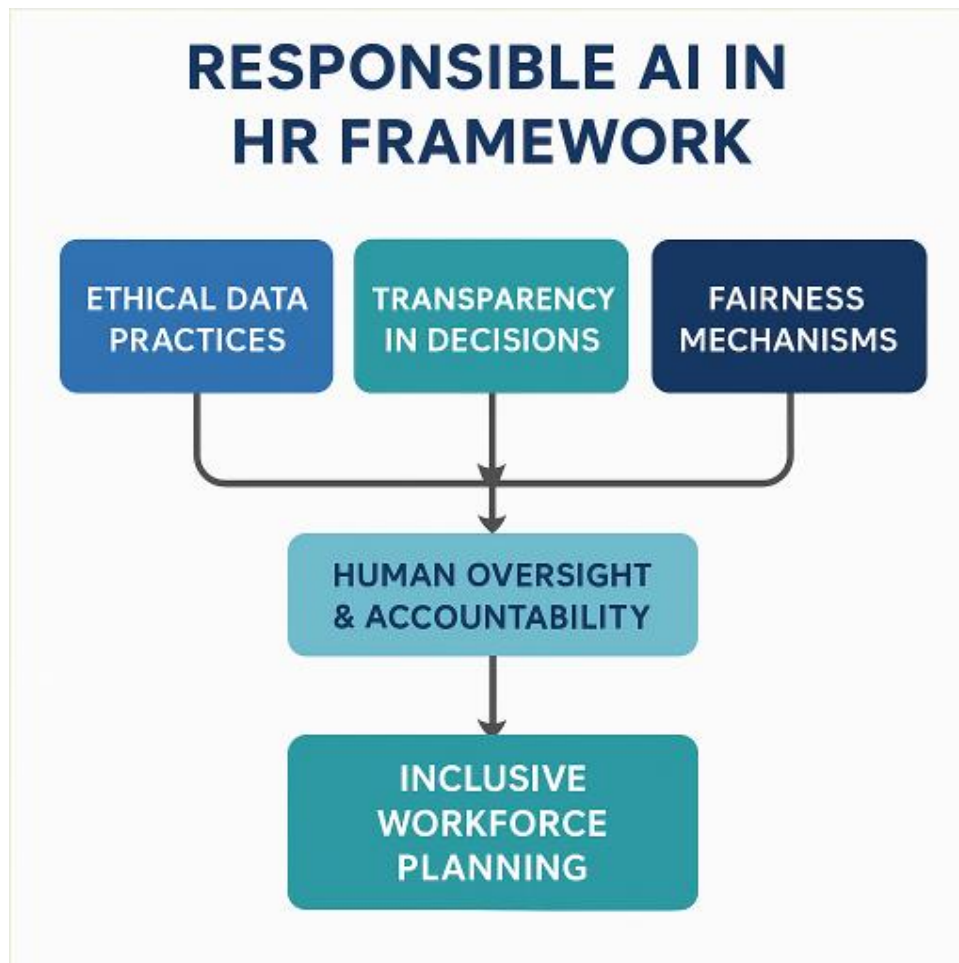 RESPONSIBLE AI IN
HR FRAMEWORK
ETHICAL DATA
PRACTICES
TRANSPARENCY
IN DECISIONS
FAIRNESS
MECHANISMS
HUMAN OVERSIGHT
& ACCOUNTABILITY
INCLUSIVE
WORKFORCE
PLANNING